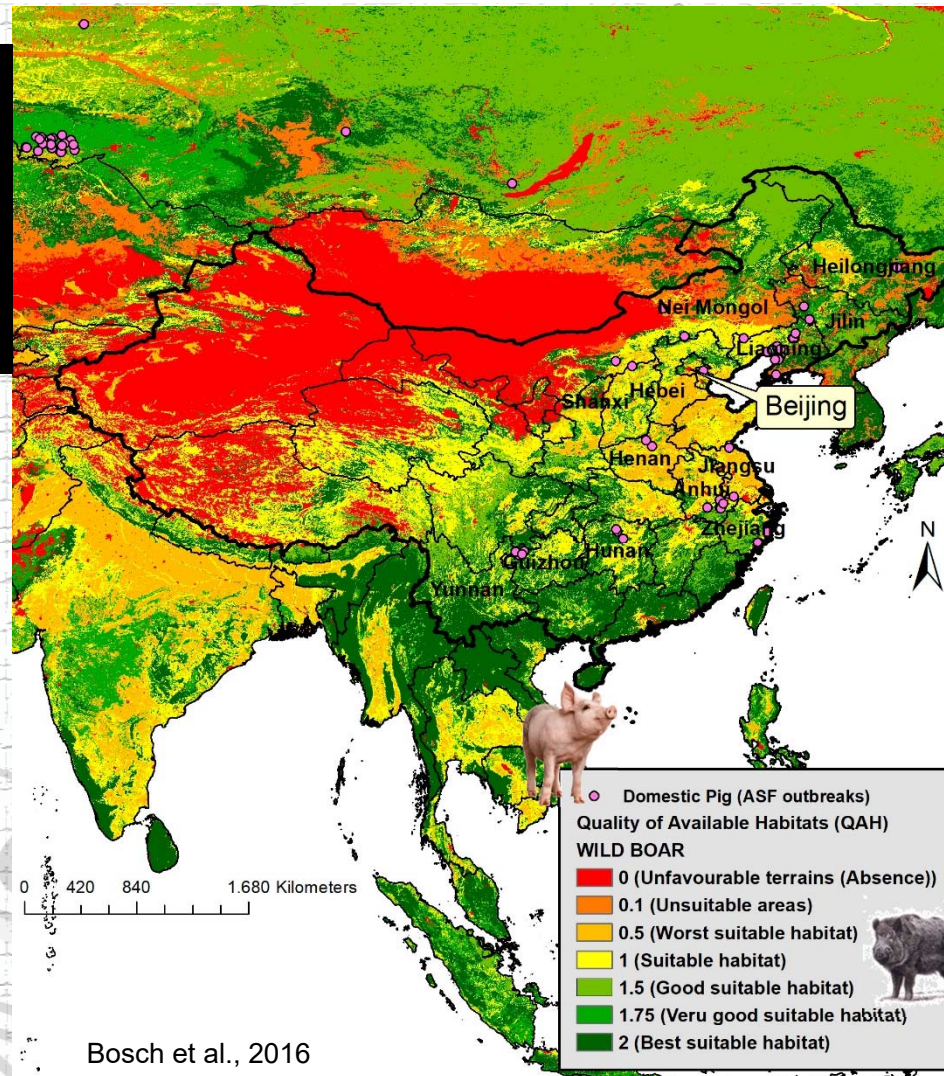 Heilongjiang
Nei Mongol
Jilin
Liaoning
Hebei
Shanxi
Beijing
Henan
Jiangsu
Anhui
Zhejiang
Hunan
Guizhou
Yunnan
N
0 420 840 1.680 Kilometers
Domestic Pig (ASF outbreaks)
Quality of Available Habitats (QAH)
WILD BOAR
0 (Unfavourable terrains (Absence))
0.1 (Unsuitable areas)
0.5 (Worst suitable habitat)
1 (Suitable habitat)
1.5 (Good suitable habitat)
1.75 (Veru good suitable habitat)
2 (Best suitable habitat)
Bosch et al., 2016